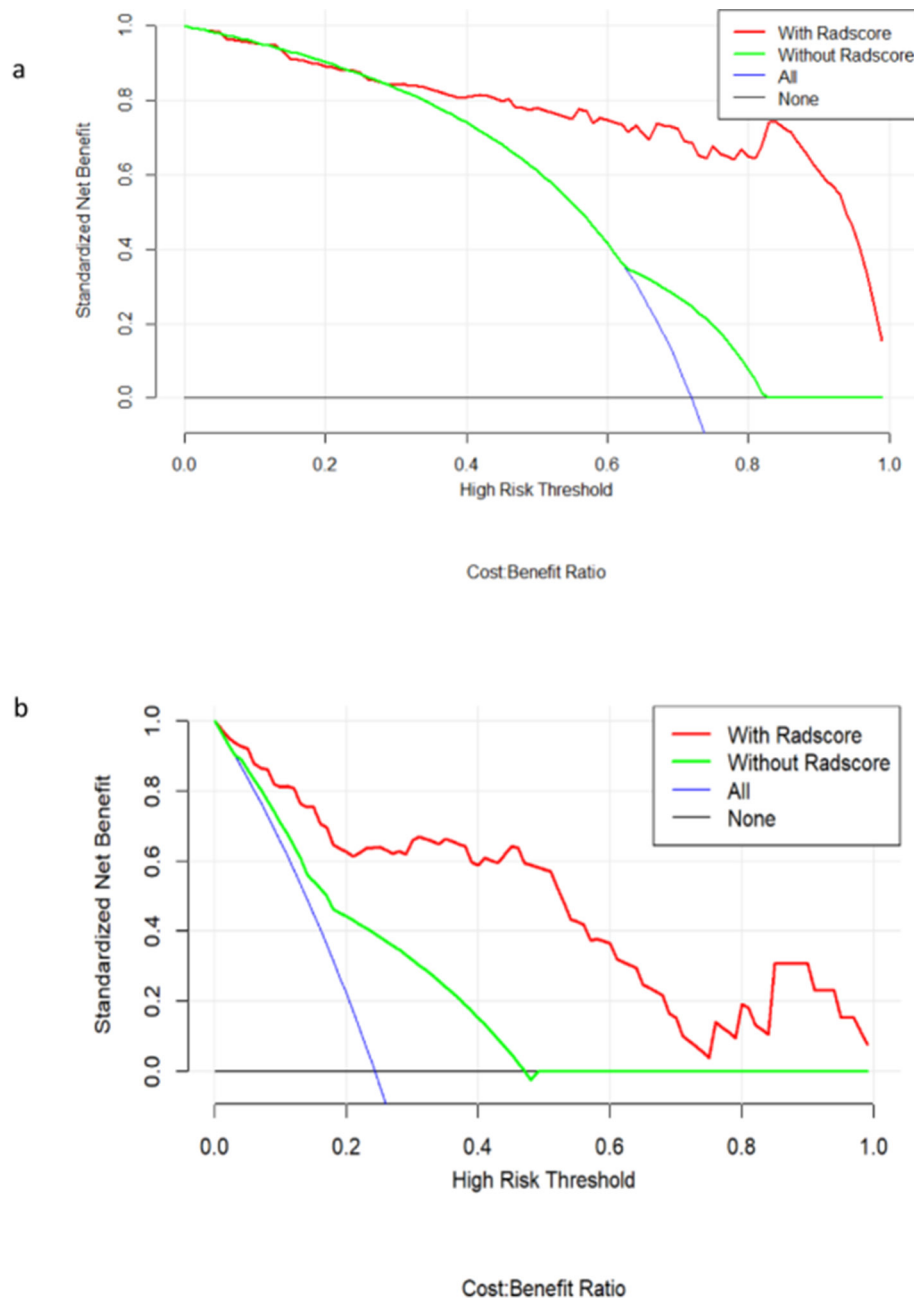 a
With Radscore
Without Radscore
All
None
Standardized Net Benefit
1.0
0.8
0.6
0.4
0.2
0.0
0.0 0.2 0.4 0.6 0.8 1.0
High Risk Threshold
Cost:Benefit Ratio
b
With Radscore
Without Radscore
All
None
Standardized Net Benefit
1.0
0.8
0.6
0.4
0.2
0.0
0.0 0.2 0.4 0.6 0.8 1.0
High Risk Threshold
Cost:Benefit Ratio